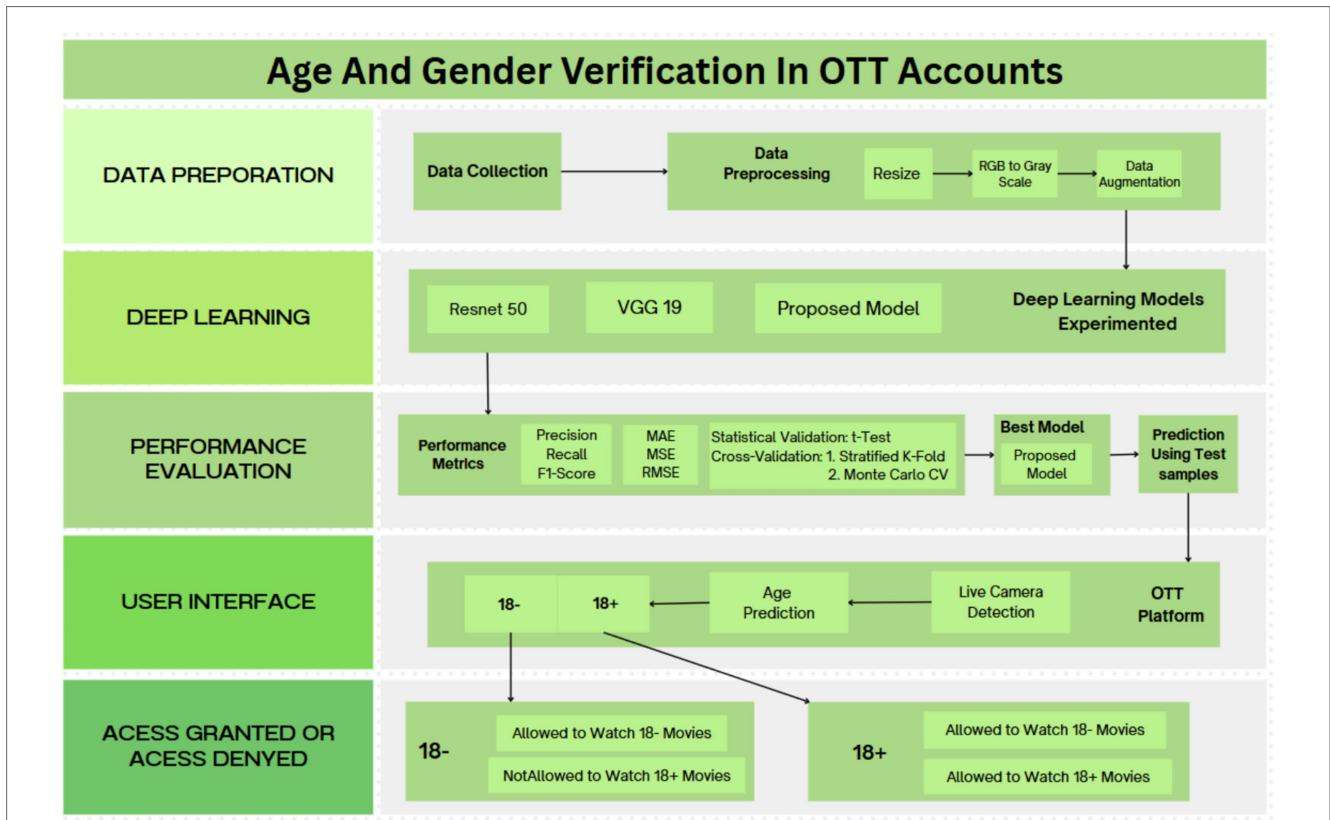 Age And Gender Verification In OTT Accounts
DATA PREPORATION
Data Collection
Data
Preprocessing
Resize
RGB to Gray
Scale
Data
Augmentation
DEEP LEARNING
Resnet 50
VGG 19
Proposed Model
Deep Learning Models
Experimented
PERFORMANCE
EVALUATION
Performance
Metrics
Precision
Recall
F1-Score
MAE
MSE
RMSE
Statistical Validation: t-Test
Cross-Validation: 1. Stratified K-Fold
2. Monte Carlo CV
Best Model
Proposed
Model
Prediction
Using Test
samples
USER INTERFACE
18-
18+
Age
Prediction
Live Camera
Detection
OTT
Platform
ACESS GRANTED OR
ACESS DENYED
18-
Allowed to Watch 18- Movies
NotAllowed to Watch 18+ Movies
18+
Allowed to Watch 18- Movies
Allowed to Watch 18+ Movies